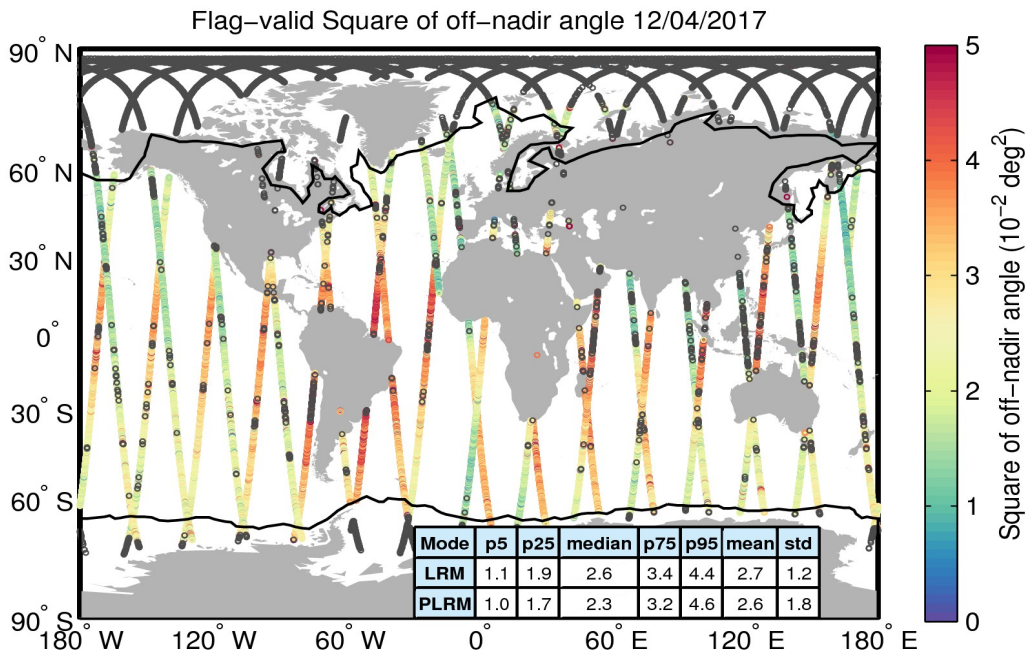 Flag-valid Square of off-nadir angle 12/04/2017
90° N
60° N
30° N
0°
30° S
60° S
90° S
180° W
120° W
60° W
0°
60° E
120° E
180° E
Mode p5 p25 median p75 p95 mean std
LRM 1.1 1.9 2.6 3.4 4.4 2.7 1.2
PLRM 1.0 1.7 2.3 3.2 4.6 2.6 1.8
5
4
3
2
1
0
Square of off-nadir angle (10⁻² deg²)